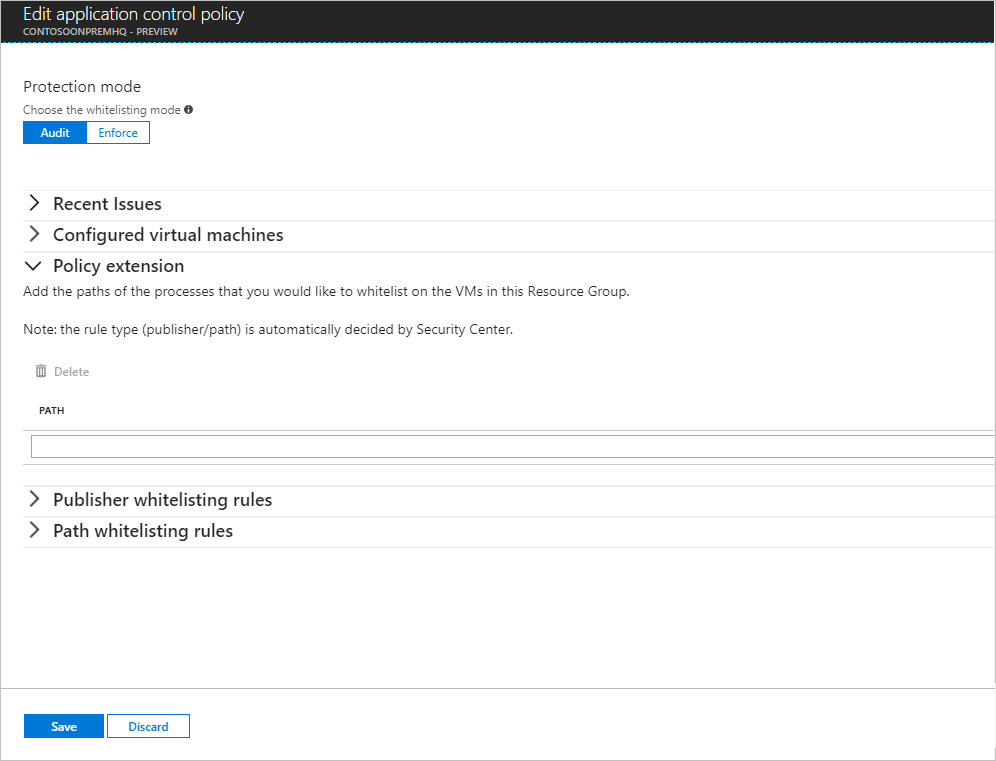 Edit application control policy
CONTOSOONPREMHQ - PREVIEW
Protection mode
Choose the whitelisting mode
Audit Enforce
Recent Issues
Configured virtual machines
Policy extension
Add the paths of the processes that you would like to whitelist on the VMs in this Resource Group.
Note: the rule type (publisher/path) is automatically decided by Security Center.
Delete
PATH
Publisher whitelisting rules
Path whitelisting rules
Save Discard